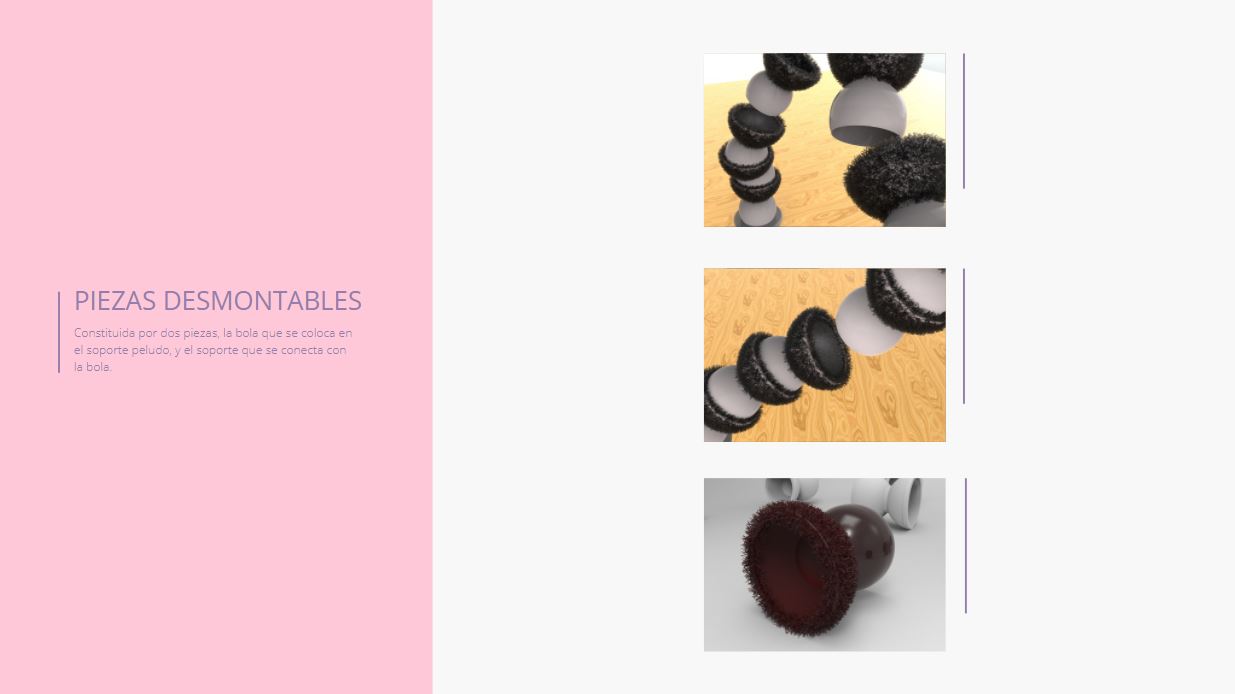 PIEZAS DESMONTABLES
Constituida por dos piezas, la bola que se coloca en
el soporte peludo, y el soporte que se conecta con
la bola.